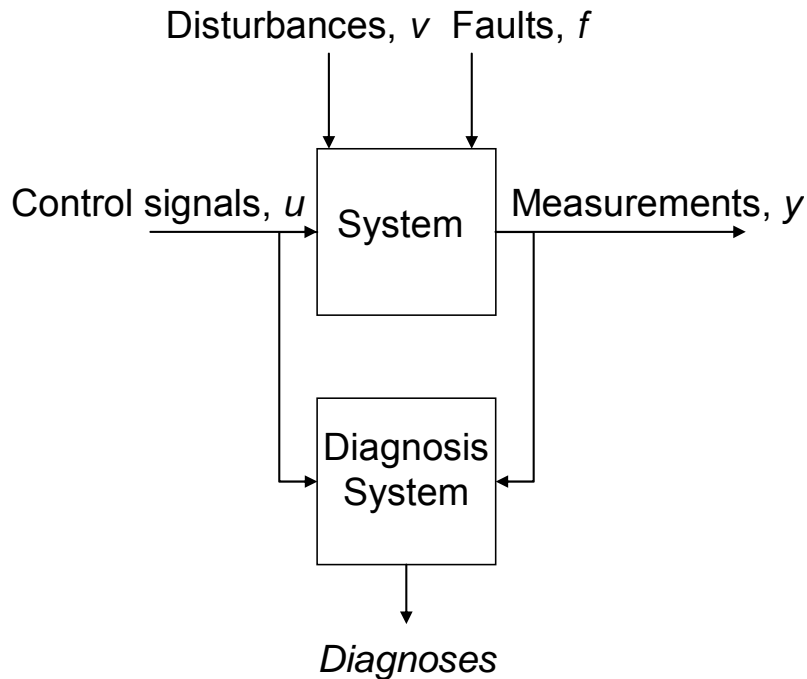 Disturbances, v Faults, f
Control signals, u
System
Measurements, y
Diagnosis
System
Diagnoses